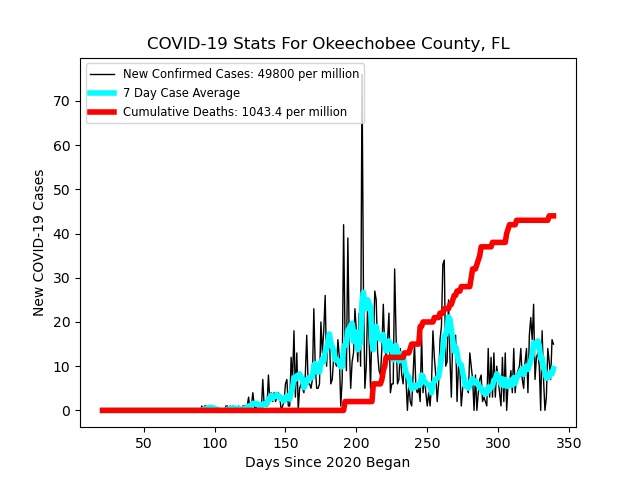 COVID-19 Stats For Okeechobee County, FL
New Confirmed Cases: 49800 per million
7 Day Case Average
Cumulative Deaths: 1043.4 per million
New COVID-19 Cases
70
60
50
40
30
20
10
0
50 100 150 200 250 300 350
Days Since 2020 Began